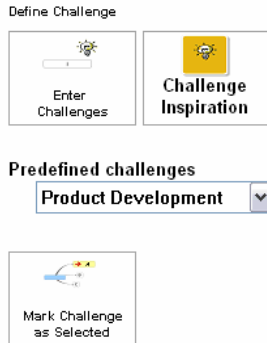 Define Challenge
Enter
Challenges
Challenge
Inspiration
Predefined challenges
Product Development
Mark Challenge
as Selected